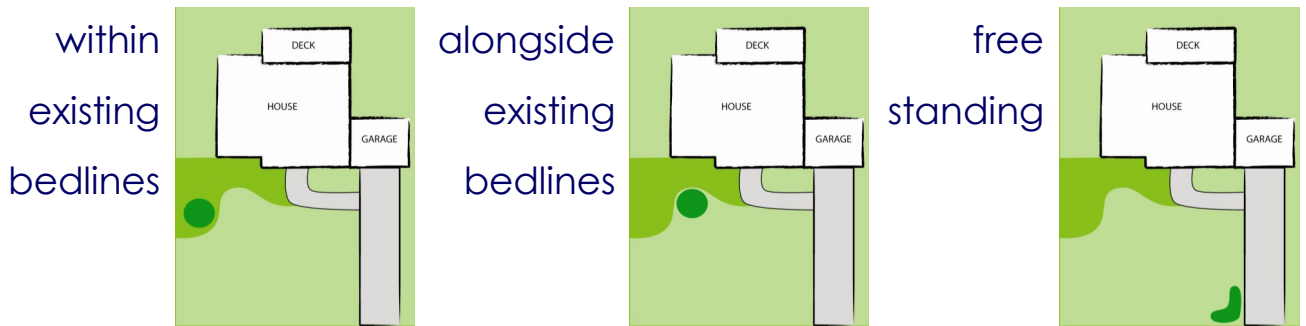 within
existing
bedlines
DECK
HOUSE
GARAGE
alongside
existing
bedlines
DECK
HOUSE
GARAGE
free
standing
DECK
HOUSE
GARAGE